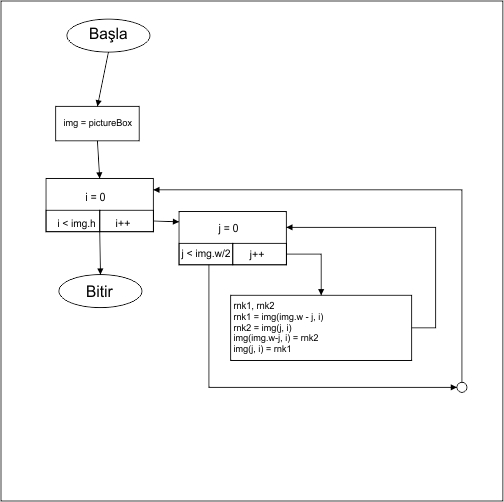 Başla
img = pictureBox
i = 0
i < img.h
i++
j = 0
j < img.w/2
j++
Bitir
rnk1, rnk2
rnk1 = img(img.w - j, i)
rnk2 = img(j, i)
img(img.w-j, i) = rnk2
img(j, i) = rnk1